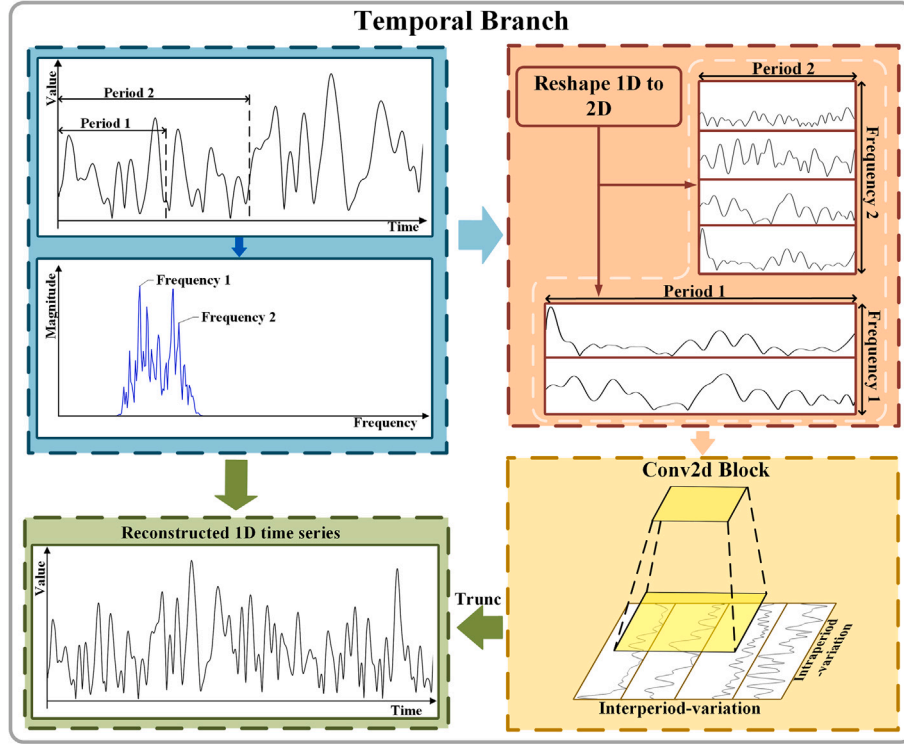 Temporal Branch
Value
Period 2
Period 1
Time
Magnitude
Frequency 1
Frequency 2
Frequency
Reshape 1D to
2D
Period 2
Frequency 2
Period 1
Frequency 1
Conv2d Block
Intraperiod
-variation
Interperiod-variation
Trunc
Reconstructed 1D time series
Value
Time